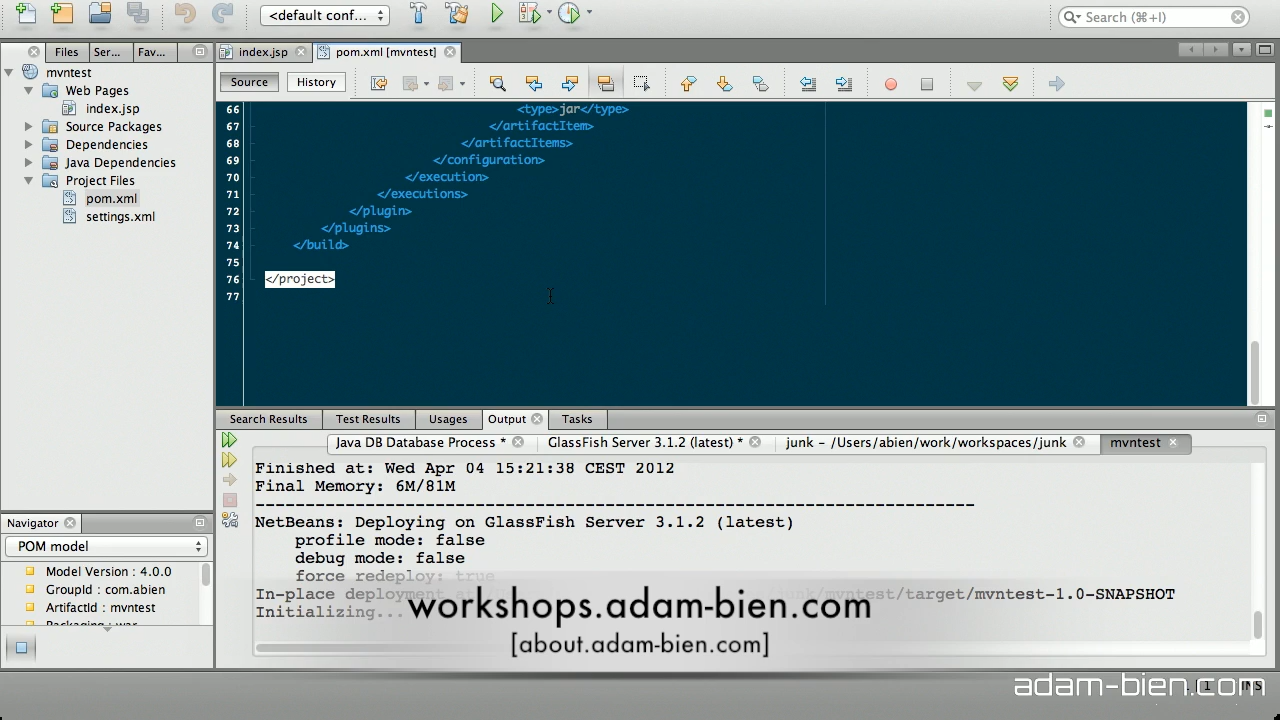 <default conf...
Search (⌘+I)
Files
Ser...
Fav...
index.jsp
pom.xml [mvntest]
mvntest
Web Pages
index.jsp
Source Packages
Dependencies
Java Dependencies
Project Files
pom.xml
settings.xml
Source
History
66 <type>jar</type>
67 </artifactItem>
68 </artifactItems>
69 </configuration>
70 </execution>
71 </executions>
72 </plugin>
73 </plugins>
74 </build>
75
76 </project>
77
Search Results
Test Results
Usages
Output
Tasks
Java DB Database Process *
GlassFish Server 3.1.2 (latest) *
junk - /Users/abien/work/workspaces/junk
mvntest
Finished at: Wed Apr 04 15:21:38 CEST 2012
Final Memory: 6M/81M
------------------------------------------------------------------------
NetBeans: Deploying on GlassFish Server 3.1.2 (latest)
profile mode: false
debug mode: false
force redeploy: true
In-place deployment at /junk/mvntest/target/mvntest-1.0-SNAPSHOT
Initializing...
Navigator
POM model
Model Version : 4.0.0
GroupId : com.abien
ArtifactId : mvntest
Packaging : war
workshops.adam-bien.com
[about.adam-bien.com]
adam-bien.com